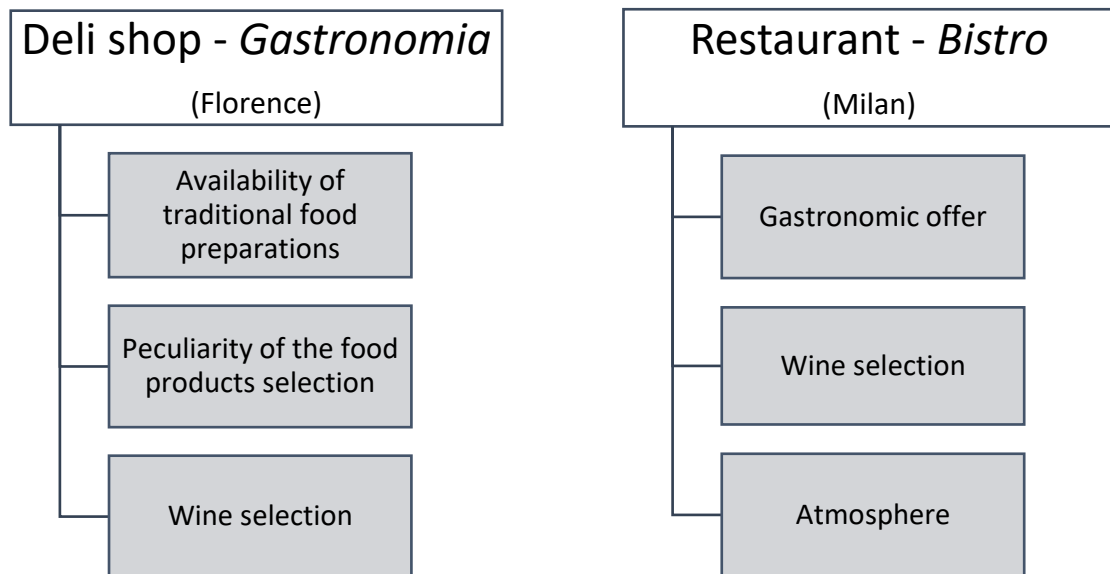 Deli shop - Gastronomia
(Florence)
Availability of
traditional food
preparations
Peculiarity of the food
products selection
Wine selection
Restaurant - Bistro
(Milan)
Gastronomic offer
Wine selection
Atmosphere